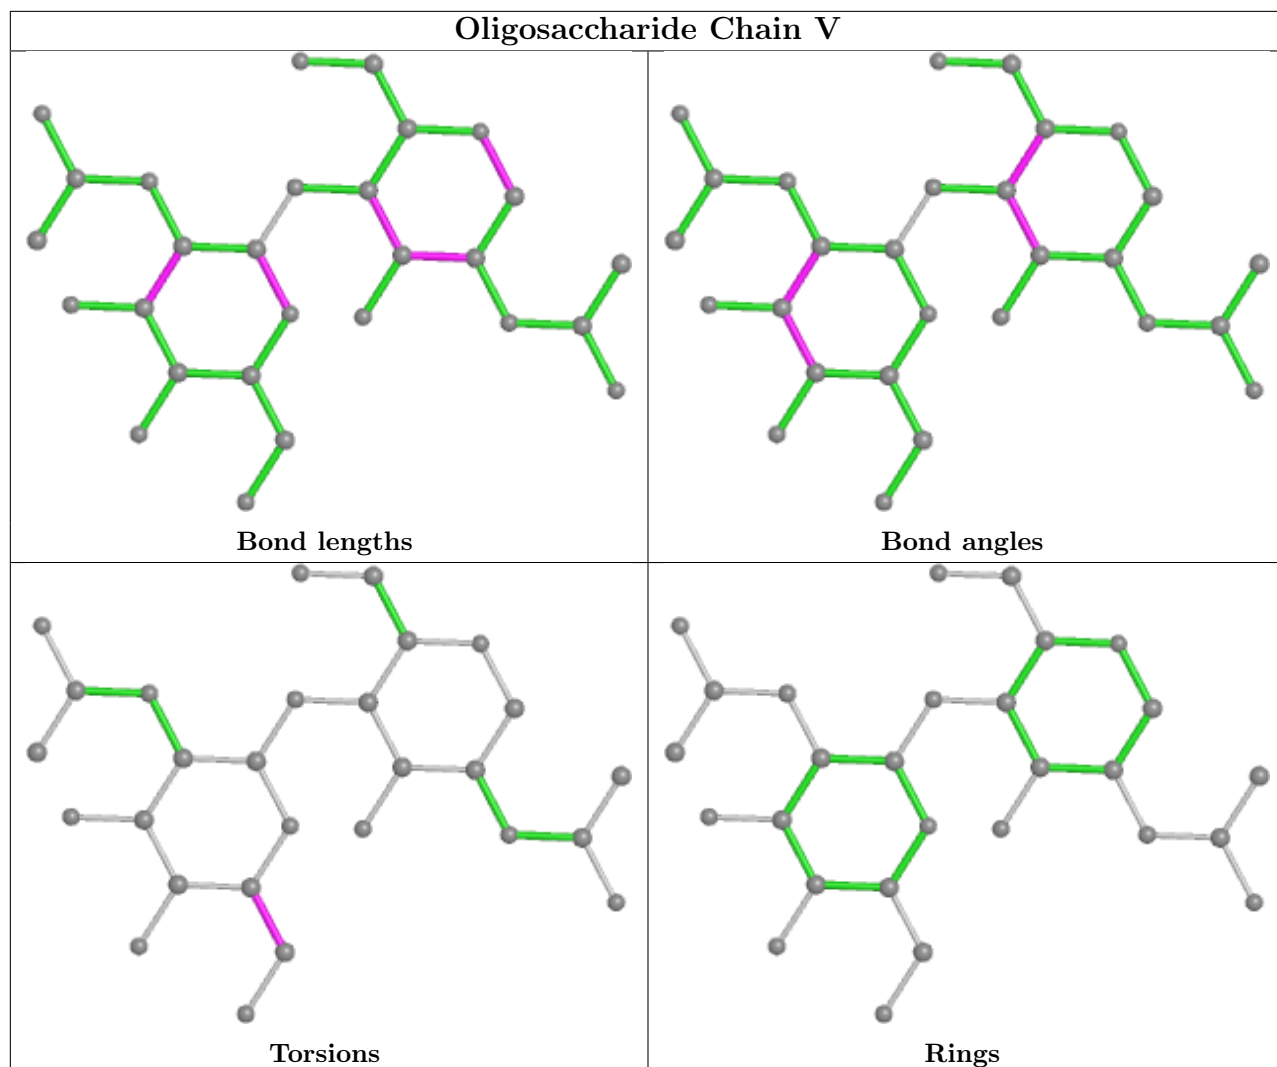 Oligosaccharide Chain V
Bond lengths
Bond angles
Torsions
Rings